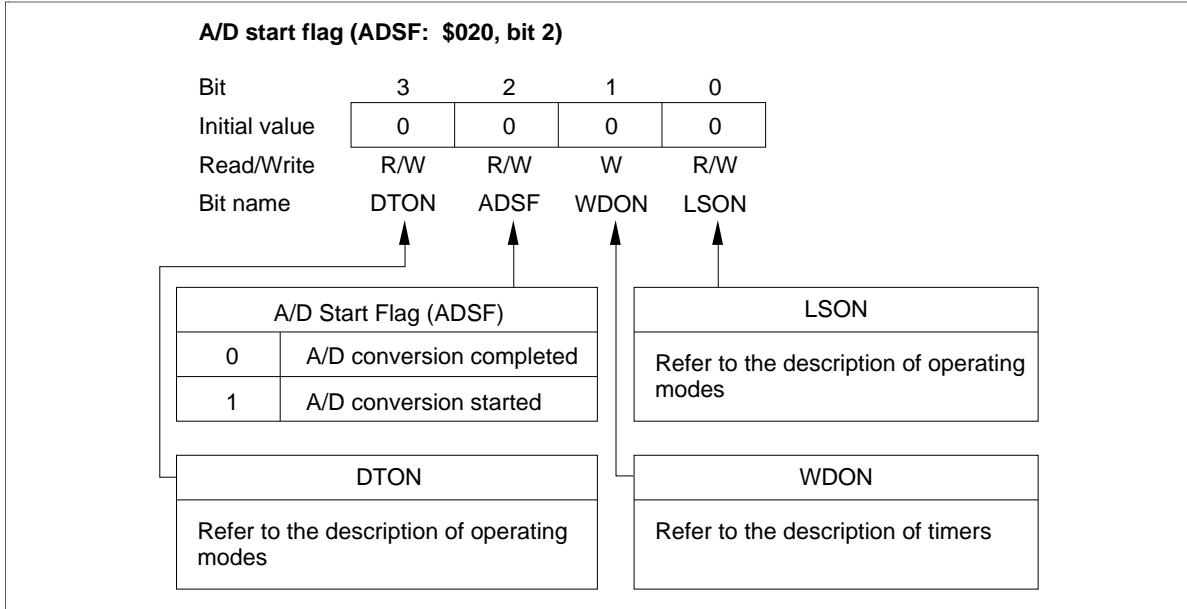 A/D start flag (ADSF: $020, bit 2)
Bit 3 2 1 0
Initial value 0 0 0 0
Read/Write R/W R/W W R/W
Bit name DTON ADSF WDON LSON
A/D Start Flag (ADSF)
0 A/D conversion completed
1 A/D conversion started
LSON
Refer to the description of operating
modes
DTON
Refer to the description of operating
modes
WDON
Refer to the description of timers